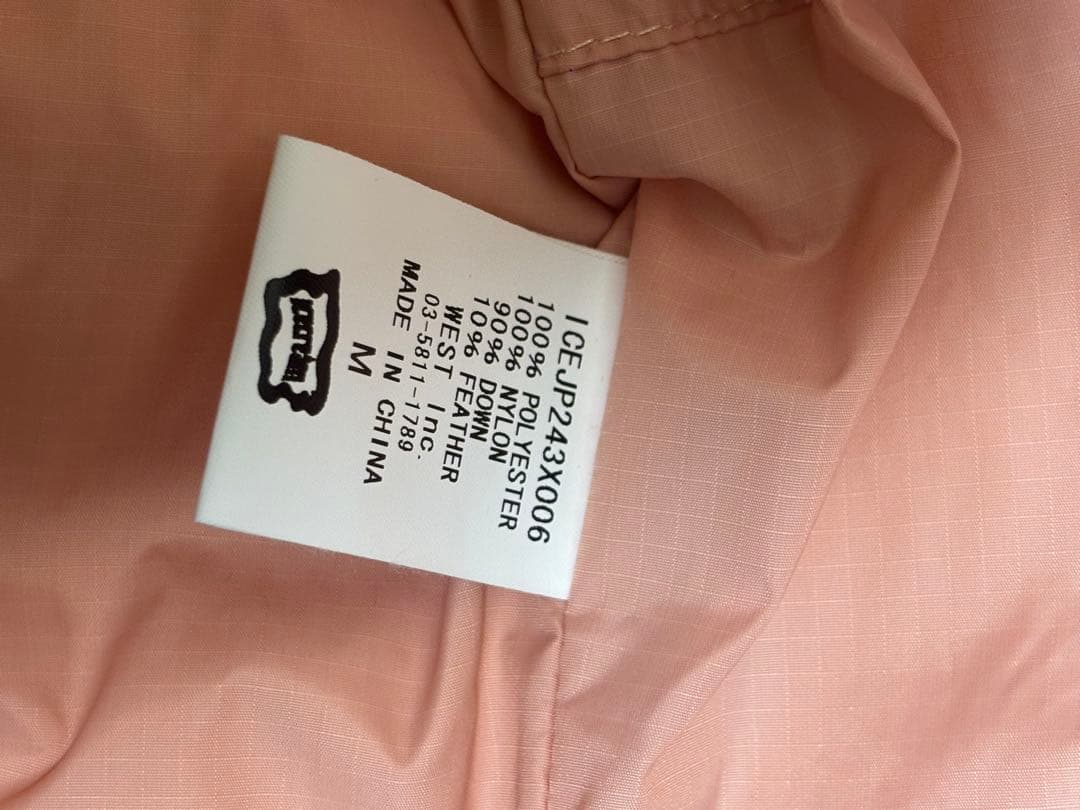 ICEJP243X006
100% POLYESTER
100% NYLON
90% DOWN
10% FEATHER
WEST Inc.
03-5811-1789
MADE IN CHINA
M